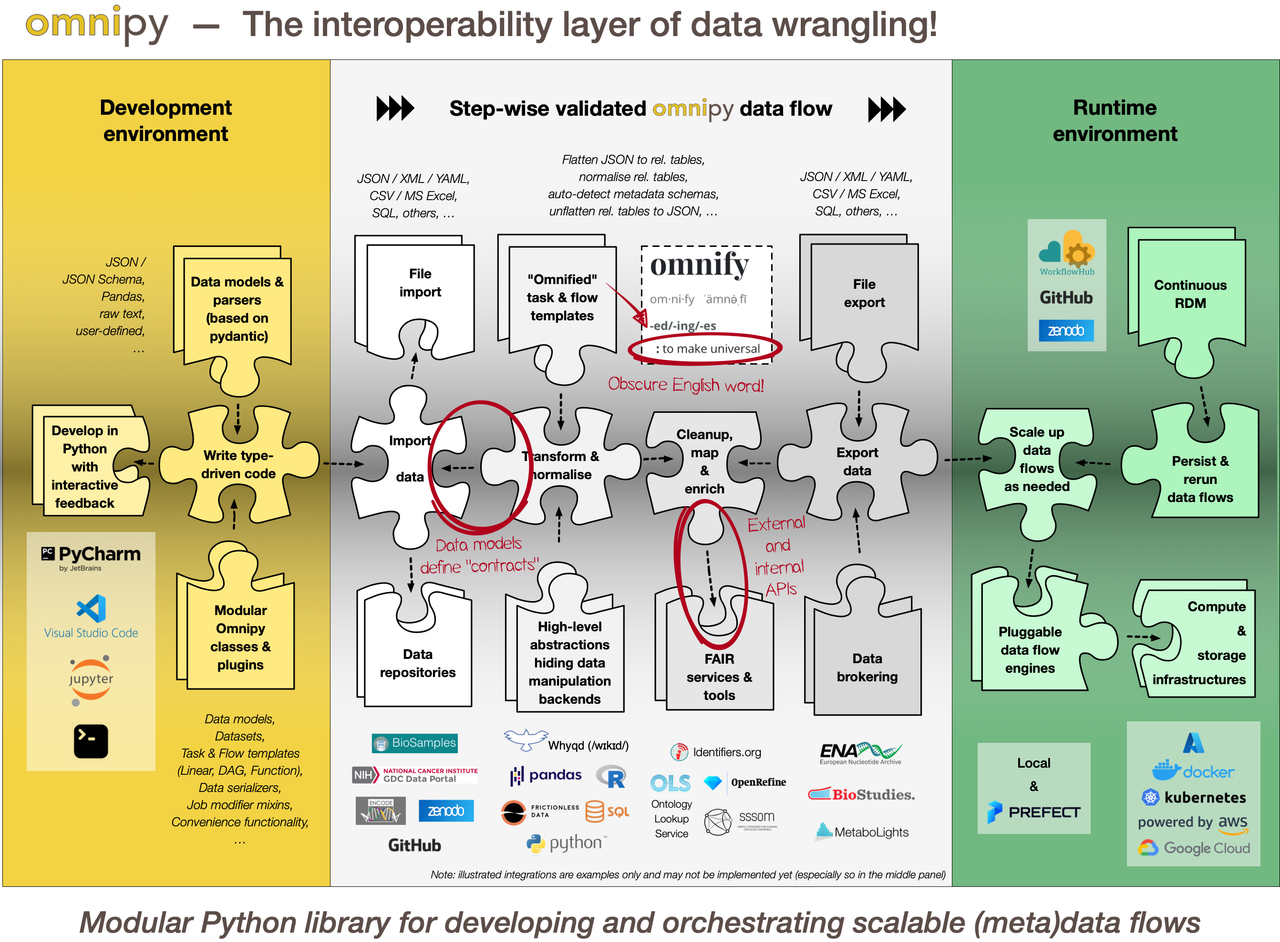 omnipy — The interoperability layer of data wrangling!
Development
environment
JSON /
JSON Schema,
Pandas,
raw text,
user-defined,
…
Data models &
parsers
(based on
pydantic)
Develop in
Python
with
interactive
feedback
Write type-
driven code
PC
PyCharm
by JetBrains
Visual Studio Code
Jupyter
>-
Modular
Omnipy
classes &
plugins
Data models,
Datasets,
Task & Flow templates
(Linear, DAG, Function),
Data serializers,
Job modifier mixins,
Convenience functionality,
…
Step-wise validated omnipy data flow
JSON / XML / YAML,
CSV / MS Excel,
SQL, others, …
Flatten JSON to rel. tables,
normalise rel. tables,
auto-detect metadata schemas,
unflatten rel. tables to JSON, …
JSON / XML / YAML,
CSV / MS Excel,
SQL, others, …
File
import
"Omnified"
task & flow
templates
omnify
om·ni·fy ˈämnə̇ˌfī
-ed/-ing/-es
: to make universal
Obscure English word!
File
export
Import
data
Transform &
normalise
Cleanup,
map
&
enrich
Export
data
Data models
define "contracts"
External
and
internal
APIs
Data
repositories
High-level
abstractions
hiding data
manipulation
backends
FAIR
services &
tools
Data
brokering
BioSamples
NIH NATIONAL CANCER INSTITUTE
GDC Data Portal
ENCODE
zenodo
GitHub
Whyqd (/wɪkɪd/)
pandas
R
FRICTIONLESS
DATA
SQL
python™
Identifiers.org
OLS
Ontology
Lookup
Service
OpenRefine
sssom
ENA
European Nucleotide Archive
BioStudies.
MetaboLights
Note: illustrated integrations are examples only and may not be implemented yet (especially so in the middle panel)
Runtime
environment
WorkflowHub
GitHub
zenodo
Continuous
RDM
Scale up
data
flows
as needed
Persist &
rerun
data flows
Pluggable
data flow
engines
Compute
&
storage
infrastructures
Local
&
PREFECT
docker
kubernetes
powered by aws
Google Cloud
Modular Python library for developing and orchestrating scalable (meta)data flows